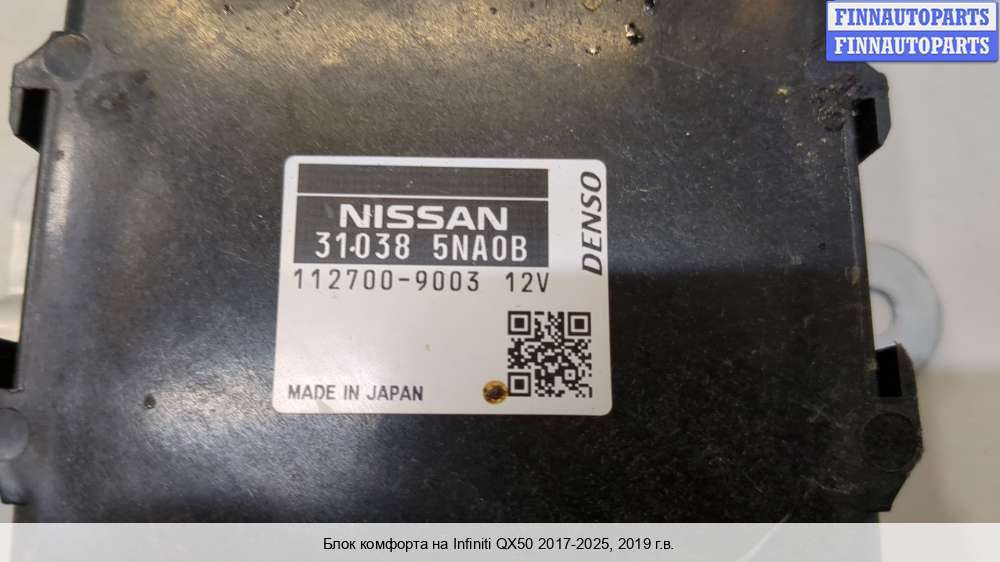 FINNAUTOPARTS
FINNAUTOPARTS
NISSAN
31038 5NA0B
112700-9003 12V
DENSO
MADE IN JAPAN
Блок комфорта на Infiniti QX50 2017-2025, 2019 г.в.